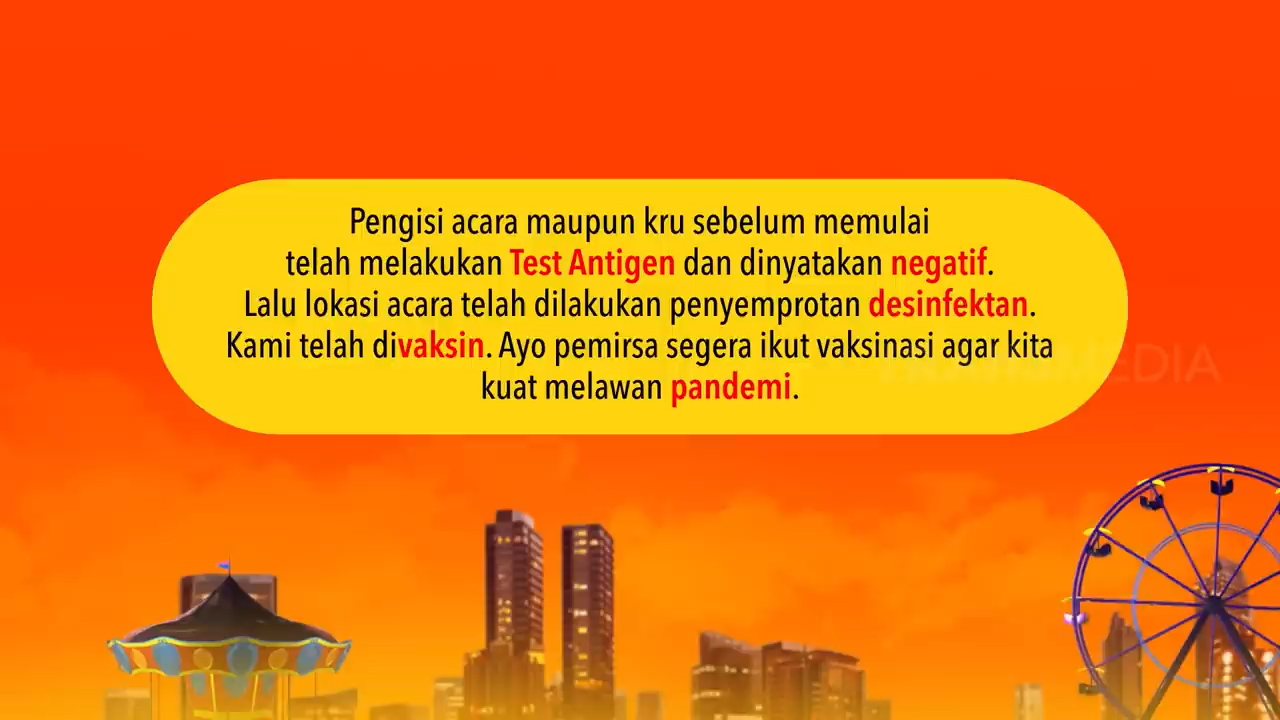 Pengisi acara maupun kru sebelum memulai
telah melakukan Test Antigen dan dinyatakan negatif.
Lalu lokasi acara telah dilakukan penyemprotan desinfektan.
Kami telah divaksin. Ayo pemirsa segera ikut vaksinasi agar kita
kuat melawan pandemi.